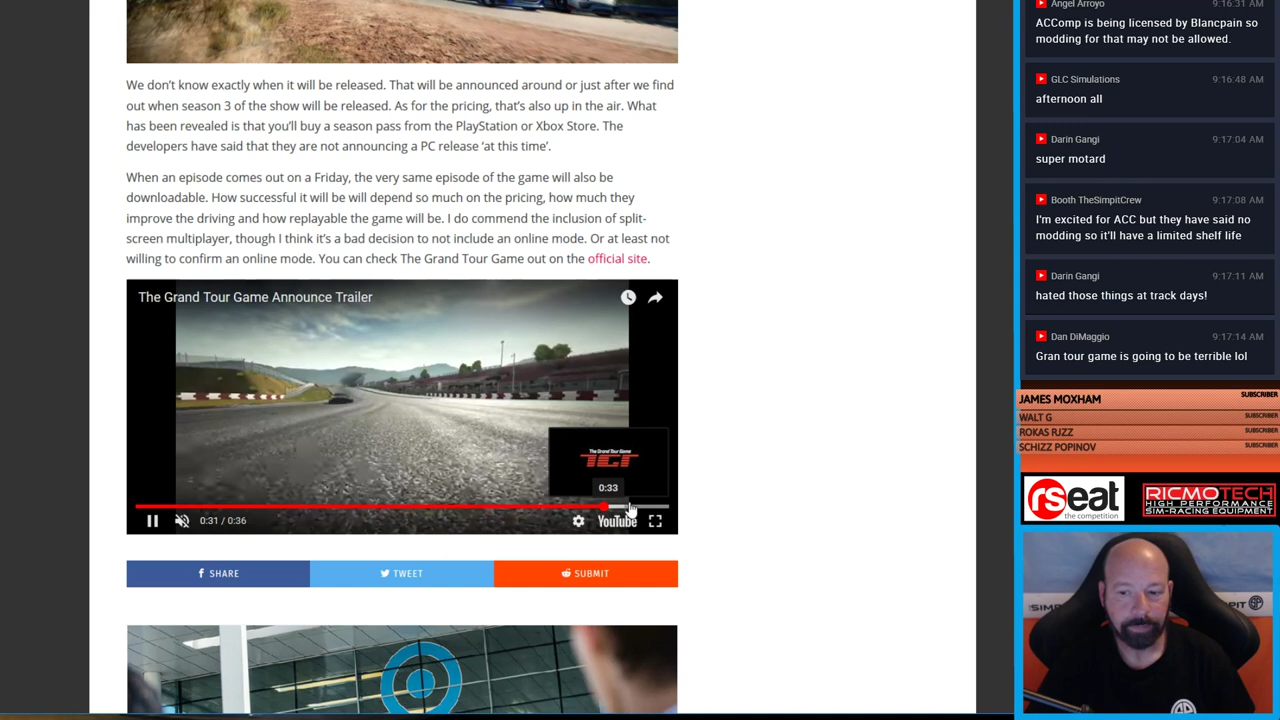 We don't know exactly when it will be released. That will be announced around or just after we find
out when season 3 of the show will be released. As for the pricing, that's also up in the air. What
has been revealed is that you'll buy a season pass from the PlayStation or Xbox Store. The
developers have said that they are not announcing a PC release 'at this time'.
When an episode comes out on a Friday, the very same episode of the game will also be
downloadable. How successful it will be will depend so much on the pricing, how much they
improve the driving and how replayable the game will be. I do commend the inclusion of split-
screen multiplayer, though I think it's a bad decision to not include an online mode. Or at least not
willing to confirm an online mode. You can check The Grand Tour Game out on the official site.
The Grand Tour Game Announce Trailer
The Grand Tour Game
TGT
0:33
0:31 / 0:36
YouTube
SHARE
TWEET
SUBMIT
Angel Arroyo 9:16:31 AM
ACComp is being licensed by Blancpain so
modding for that may not be allowed.
GLC Simulations 9:16:48 AM
afternoon all
Darin Gangi 9:17:04 AM
super motard
Booth TheSimpitCrew 9:17:08 AM
I'm excited for ACC but they have said no
modding so it'll have a limited shelf life
Darin Gangi 9:17:11 AM
hated those things at track days!
Dan DiMaggio 9:17:14 AM
Gran tour game is going to be terrible lol
JAMES MOXHAM SUBSCRIBER
WALT G SUBSCRIBER
ROKAS RJZZ SUBSCRIBER
SCHIZZ POPINOV SUBSCRIBER
rseat
the competition
RICMOTECH
HIGH PERFORMANCE
SIM-RACING EQUIPMENT